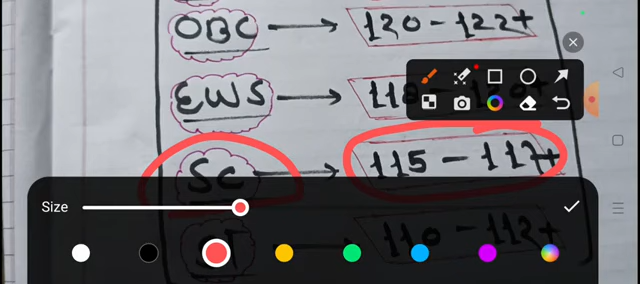 OBC → 120 - 122+
EWS → 118
SC → 115 - 117+
Size
110 - 112+